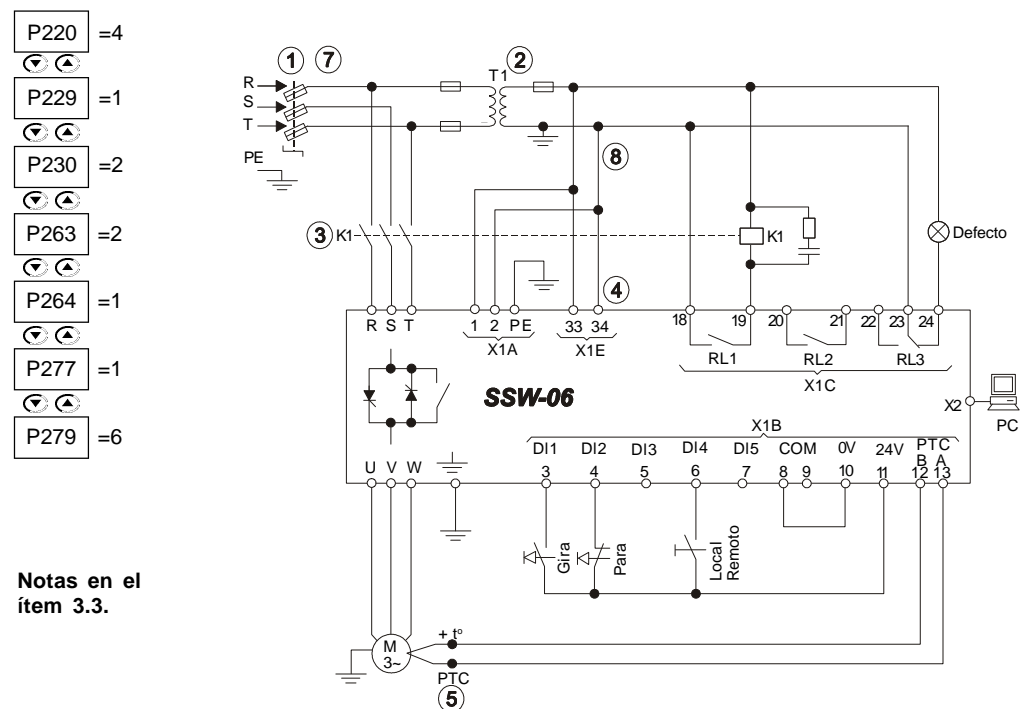 P220 =4
P229 =1
P230 =2
P263 =2
P264 =1
P277 =1
P279 =6
Notas en el
ítem 3.3.
1 7 2
T1
R
S
T
PE
8
3 K1
K1
Defecto
4
R S T 1 2 PE 33 34 18 19 20 21 22 23 24
X1A X1E RL1 RL2 RL3
X1C
SSW-06
X2
PC
X1B
DI1 DI2 DI3 DI4 DI5 COM 0V 24V PTC
B A
U V W 3 4 5 6 7 8 9 10 11 12 13
Gira
Para
Local
Remoto
M
3~
+ tº
PTC
5